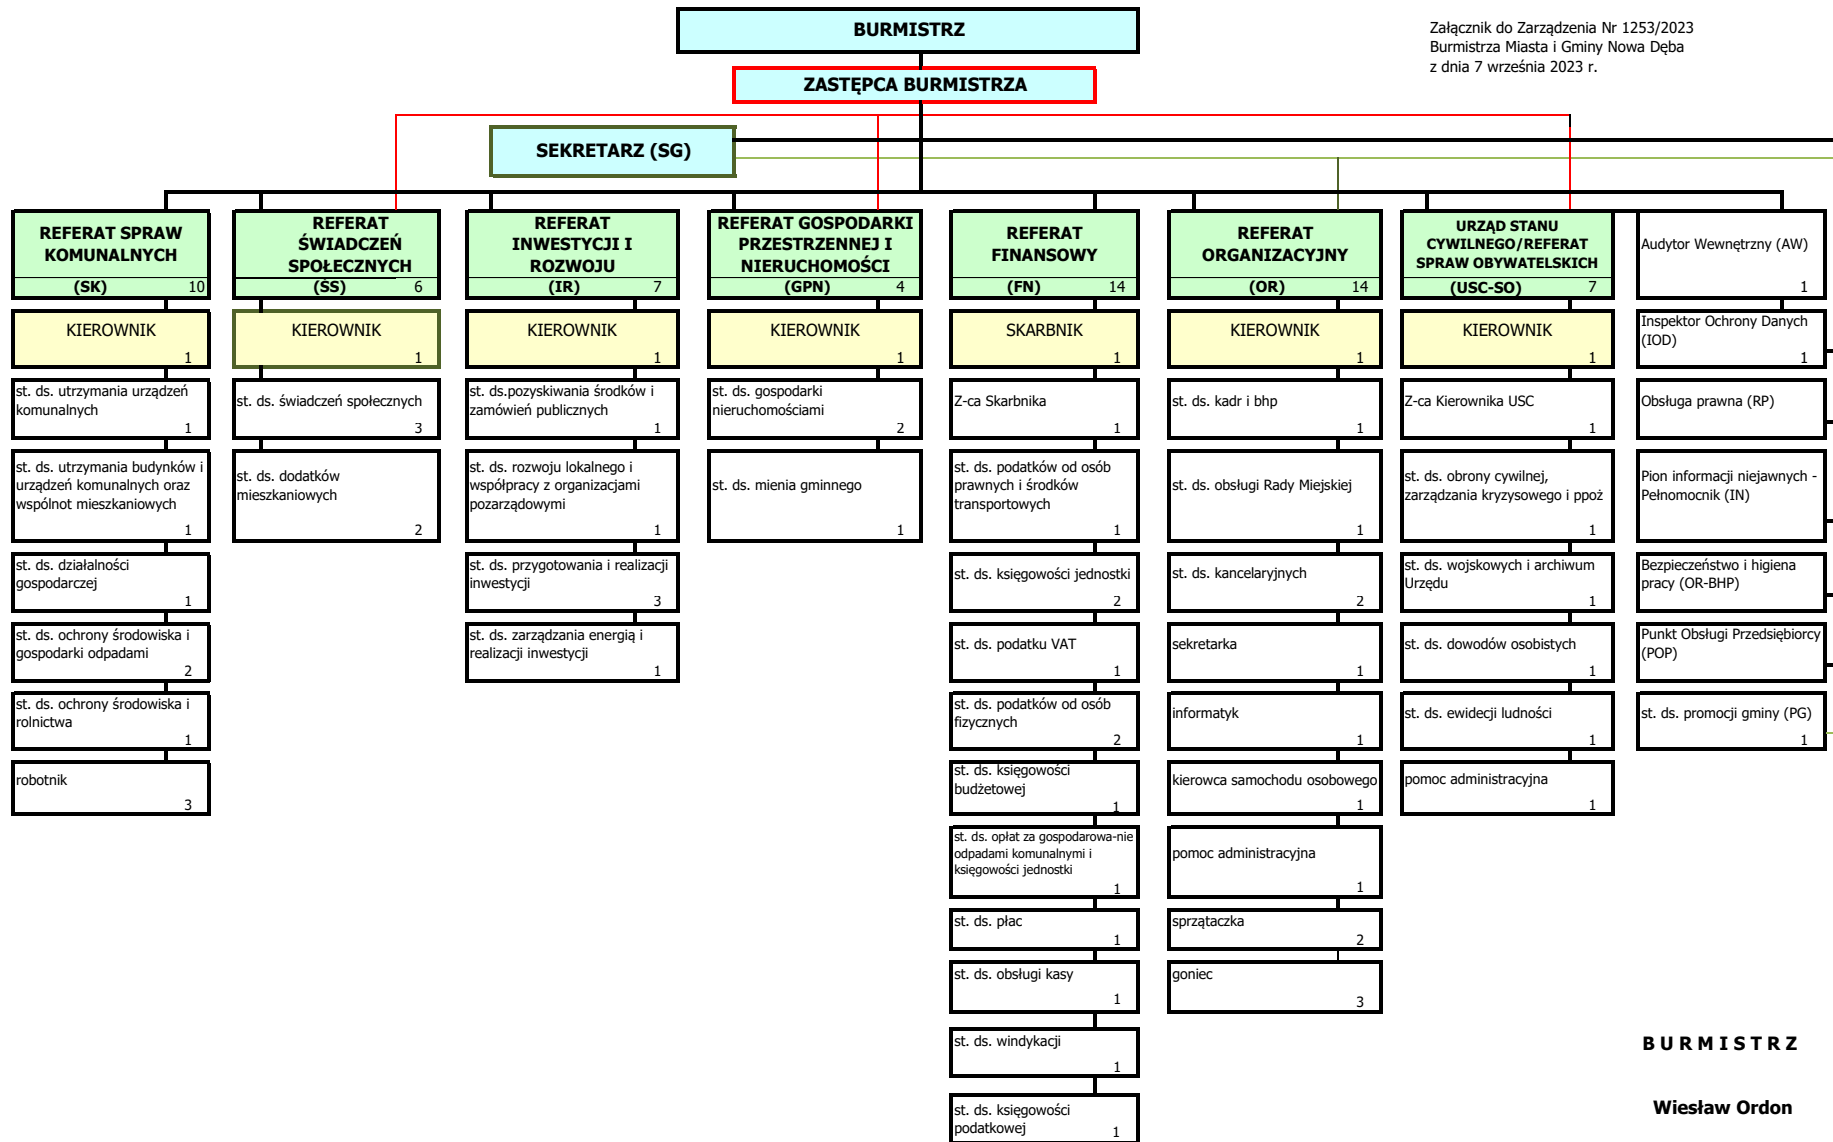 BURMISTRZ
Załącznik do Zarządzenia Nr 1253/2023
Burmistrza Miasta i Gminy Nowa Dęba
z dnia 7 września 2023 r.
ZASTĘPCA BURMISTRZA
SEKRETARZ (SG)
REFERAT SPRAW
KOMUNALNYCH
(SK) 10
KIEROWNIK
1
st. ds. utrzymania urządzeń
komunalnych
1
st. ds. utrzymania budynków i
urządzeń komunalnych oraz
wspólnot mieszkaniowych
1
st. ds. działalności
gospodarczej
1
st. ds. ochrony środowiska i
gospodarki odpadami
2
st. ds. ochrony środowiska i
rolnictwa
1
robotnik
3
REFERAT
ŚWIADCZEŃ
SPOŁECZNYCH
(ŚS) 6
KIEROWNIK
1
st. ds. świadczeń społecznych
3
st. ds. dodatków
mieszkaniowych
2
REFERAT
INWESTYCJI I
ROZWOJU
(IR) 7
KIEROWNIK
1
st. ds.pozyskiwania środków i
zamówień publicznych
1
st. ds. rozwoju lokalnego i
współpracy z organizacjami
pozarządowymi
1
st. ds. przygotowania i realizacji
inwestycji
3
st. ds. zarządzania energią i
realizacji inwestycji
1
REFERAT GOSPODARKI
PRZESTRZENNEJ I
NIERUCHOMOŚCI
(GPN) 4
KIEROWNIK
1
st. ds. gospodarki
nieruchomościami
2
st. ds. mienia gminnego
1
REFERAT
FINANSOWY
(FN) 14
SKARBNIK
1
Z-ca Skarbnika
1
st. ds. podatków od osób
prawnych i środków
transportowych
1
st. ds. księgowości jednostki
2
st. ds. podatku VAT
1
st. ds. podatków od osób
fizycznych
2
st. ds. księgowości
budżetowej
1
st. ds. opłat za gospodarowa-nie
odpadami komunalnymi i
księgowości jednostki
1
st. ds. płac
1
st. ds. obsługi kasy
1
st. ds. windykacji
1
st. ds. księgowości
podatkowej
1
REFERAT
ORGANIZACYJNY
(OR) 14
KIEROWNIK
1
st. ds. kadr i bhp
1
st. ds. obsługi Rady Miejskiej
1
st. ds. kancelaryjnych
2
sekretarka
1
informatyk
1
kierowca samochodu osobowego
1
pomoc administracyjna
1
sprzątaczka
2
goniec
3
URZĄD STANU
CYWILNEGO/REFERAT
SPRAW OBYWATELSKICH
(USC-SO) 7
KIEROWNIK
1
Z-ca Kierownika USC
1
st. ds. obrony cywilnej,
zarządzania kryzysowego i ppoż
1
st. ds. wojskowych i archiwum
Urzędu
1
st. ds. dowodów osobistych
1
st. ds. ewidecji ludności
1
pomoc administracyjna
1
Audytor Wewnętrzny (AW)
1
Inspektor Ochrony Danych
(IOD)
1
Obsługa prawna (RP)
Pion informacji niejawnych -
Pełnomocnik (IN)
Bezpieczeństwo i higiena
pracy (OR-BHP)
Punkt Obsługi Przedsiębiorcy
(POP)
st. ds. promocji gminy (PG)
1
B U R M I S T R Z
Wiesław Ordon